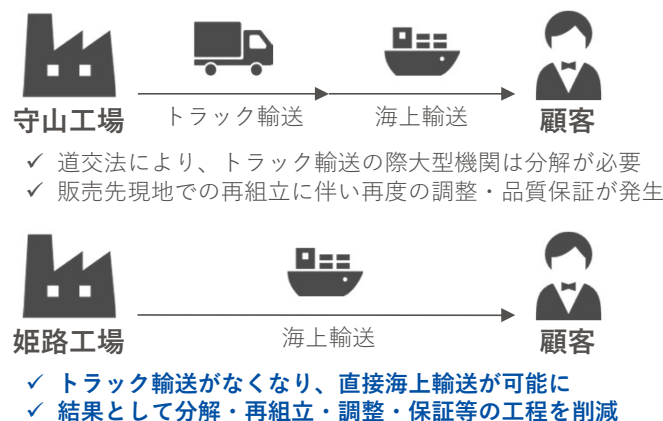 守山工場
トラック輸送
海上輸送
顧客
✓ 道交法により、トラック輸送の際大型機関は分解が必要
✓ 販売先現地での再組立に伴い再度の調整・品質保証が発生
姫路工場
海上輸送
顧客
✓ トラック輸送がなくなり、直接海上輸送が可能に
✓ 結果として分解・再組立・調整・保証等の工程を削減